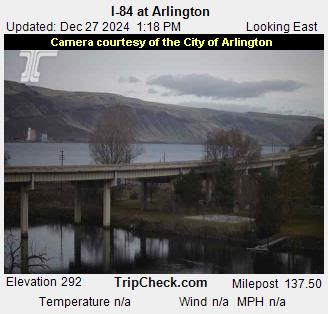 I-84 at Arlington
Updated: Dec 27 2024 1:18 PM Looking East
Camera courtesy of the City of Arlington
Elevation 292 TripCheck.com Milepost 137.50
Temperature n/a Wind n/a MPH n/a